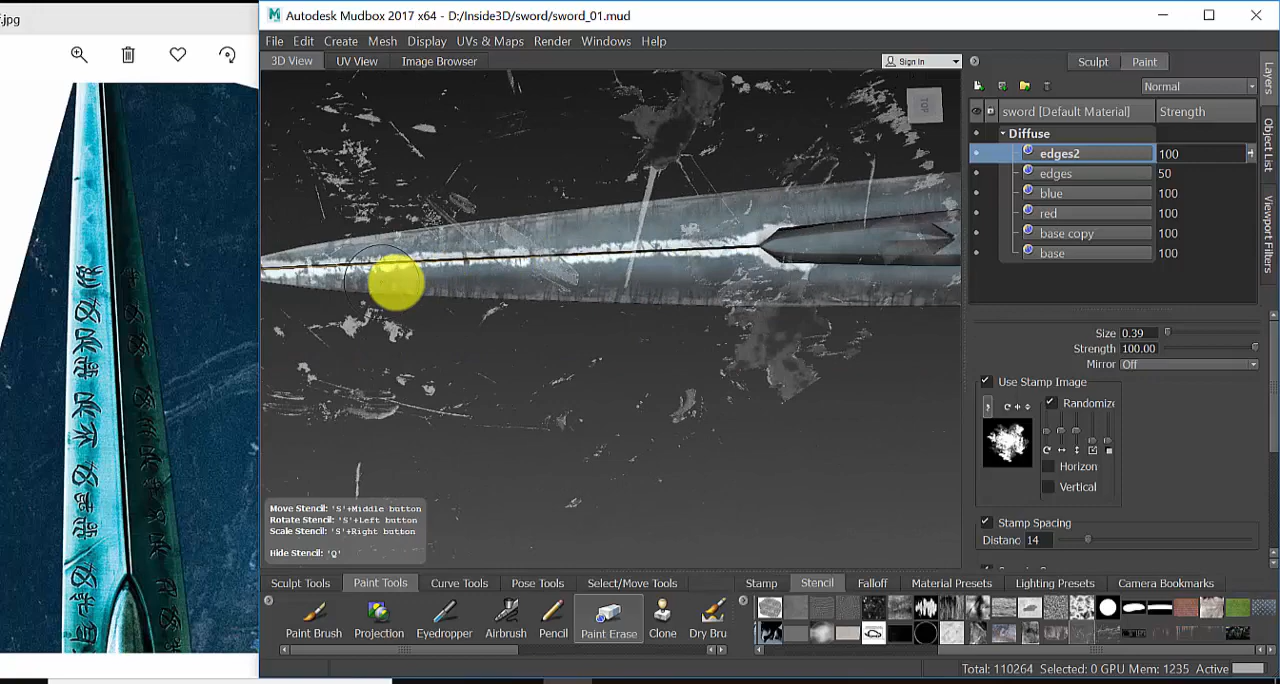 .jpg
Autodesk Mudbox 2017 x64 - D:/Inside3D/sword/sword_01.mud
File Edit Create Mesh Display UVs & Maps Render Windows Help
3D View UV View Image Browser Sign In
Sculpt Paint
Normal
sword [Default Material] Strength
Diffuse
edges2 100
edges 50
blue 100
red 100
base copy 100
base 100
Layers
Object List
Viewport Filters
TOP
Size 0.39
Strength 100.00
Mirror Off
Use Stamp Image
Randomize
Horizon
Vertical
Stamp Spacing
Distanc 14
Move Stencil: 'S'+Middle button
Rotate Stencil: 'S'+Left button
Scale Stencil: 'S'+Right button
Hide Stencil: 'Q'
Sculpt Tools Paint Tools Curve Tools Pose Tools Select/Move Tools Stamp Stencil Falloff Material Presets Lighting Presets Camera Bookmarks
Paint Brush Projection Eyedropper Airbrush Pencil Paint Erase Clone Dry Bru
Total: 110264 Selected: 0 GPU Mem: 1235 Active